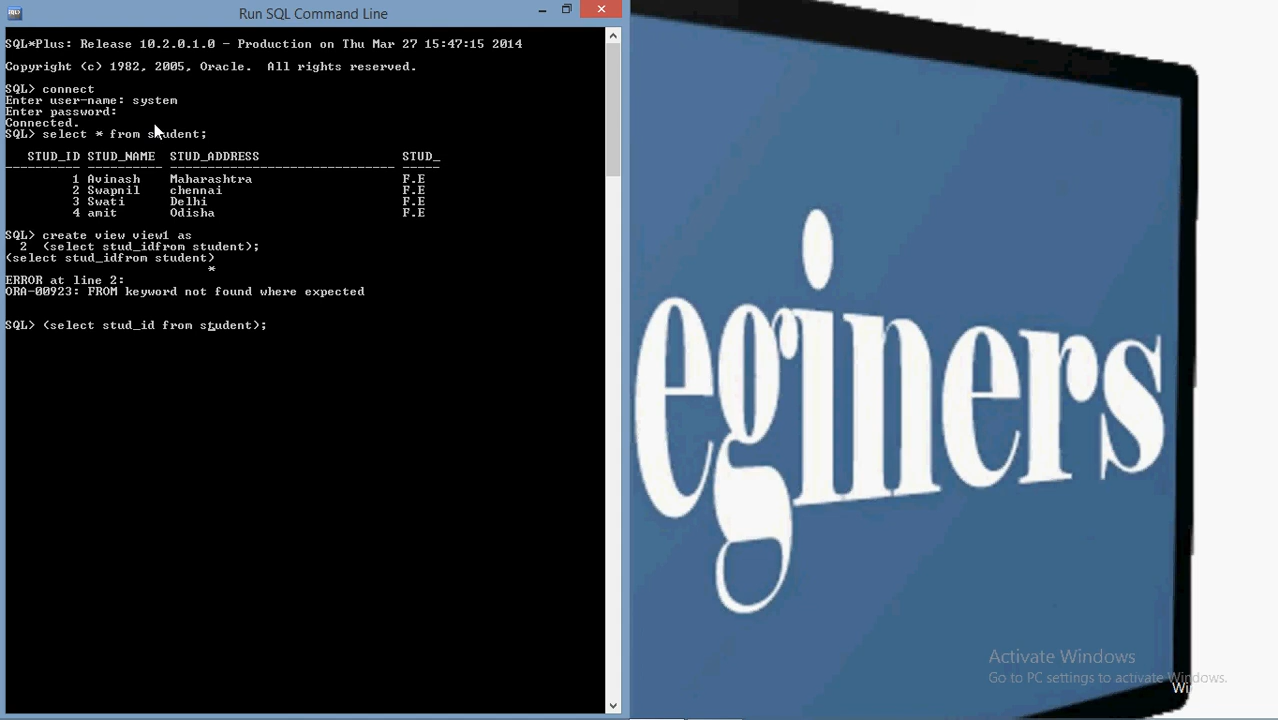 Run SQL Command Line
SQL*Plus: Release 10.2.0.1.0 - Production on Thu Mar 27 15:47:15 2014
Copyright (c) 1982, 2005, Oracle.  All rights reserved.
SQL> connect
Enter user-name: system
Enter password:
Connected.
SQL> select * from student;
STUD_ID STUD_NAME STUD_ADDRESS STUD_
1 Avinash Maharashtra F.E
2 Swapnil chennai F.E
3 Swati Delhi F.E
4 amit Odisha F.E
SQL> create view view1 as
2 (select stud_idfrom student);
(select stud_idfrom student)
*
ERROR at line 2:
ORA-00923: FROM keyword not found where expected
SQL> (select stud_id from student);
eginers
Activate Windows
Go to PC settings to activate Windows.
Wi